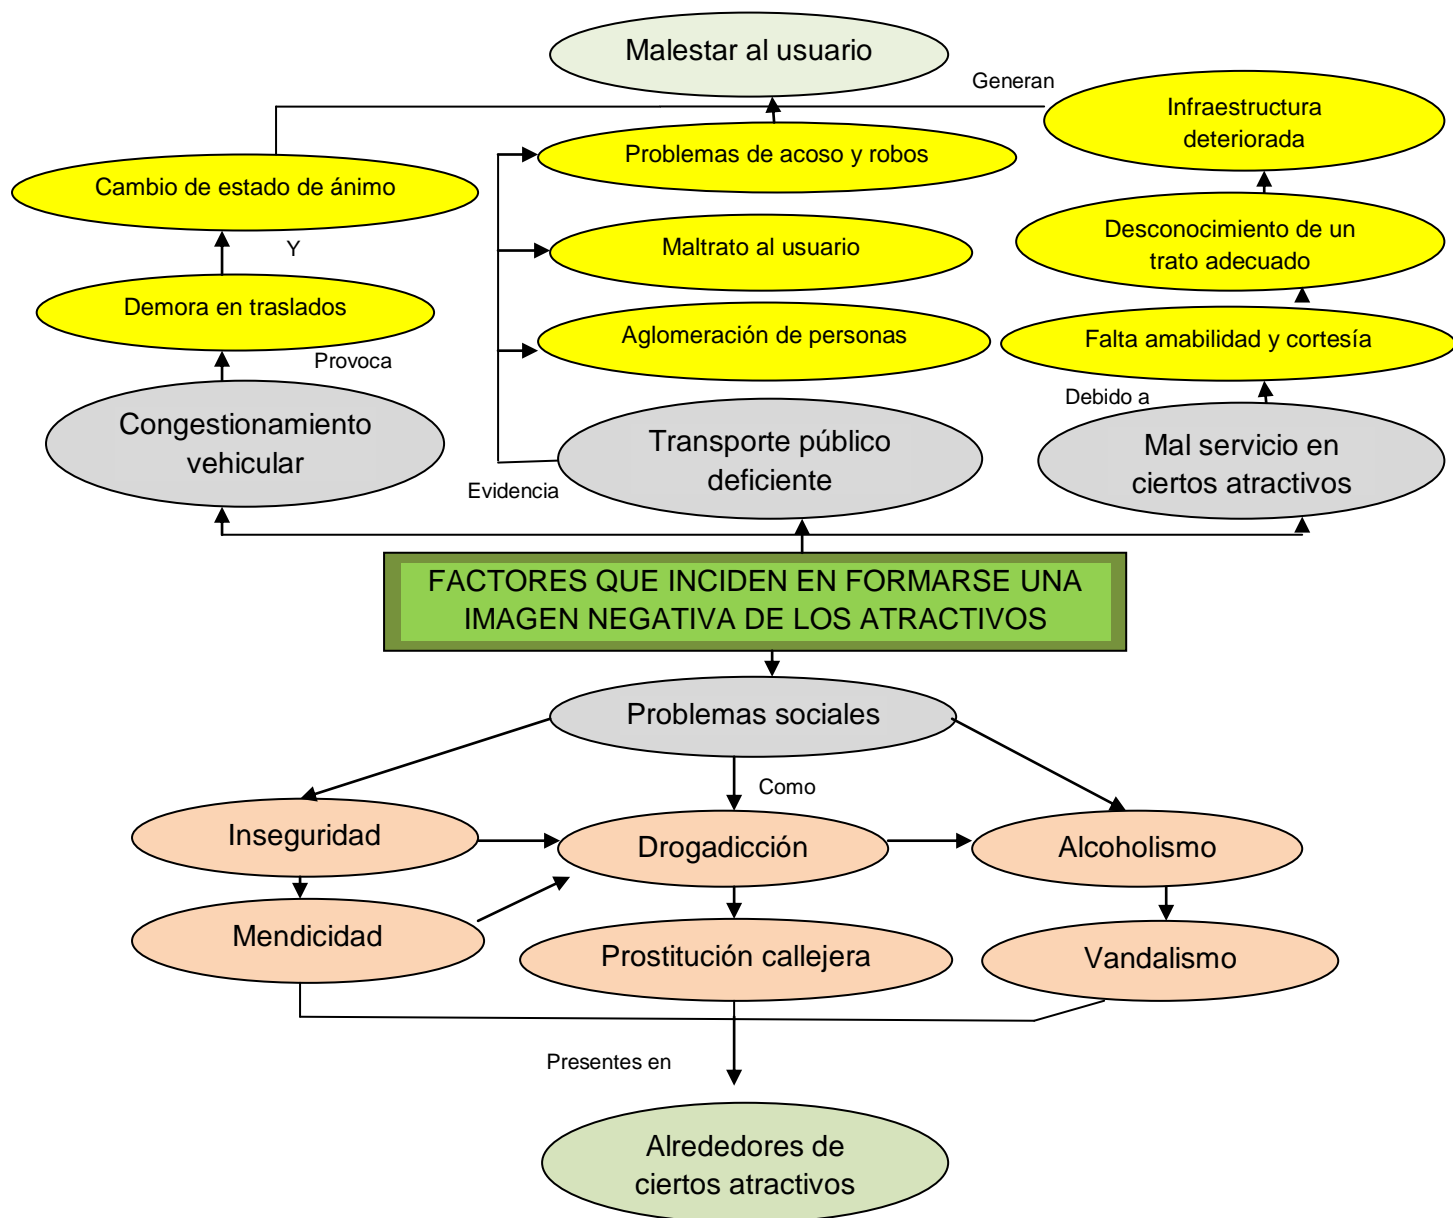 Malestar al usuario
Generan
Infraestructura
deteriorada
Problemas de acoso y robos
Cambio de estado de ánimo
Desconocimiento de un
trato adecuado
Y
Maltrato al usuario
Demora en traslados
Aglomeración de personas
Falta amabilidad y cortesía
Provoca
Debido a
Congestionamiento
vehicular
Transporte público
deficiente
Mal servicio en
ciertos atractivos
Evidencia
FACTORES QUE INCIDEN EN FORMARSE UNA
IMAGEN NEGATIVA DE LOS ATRACTIVOS
Problemas sociales
Como
Inseguridad
Drogadicción
Alcoholismo
Mendicidad
Prostitución callejera
Vandalismo
Presentes en
Alrededores de
ciertos atractivos